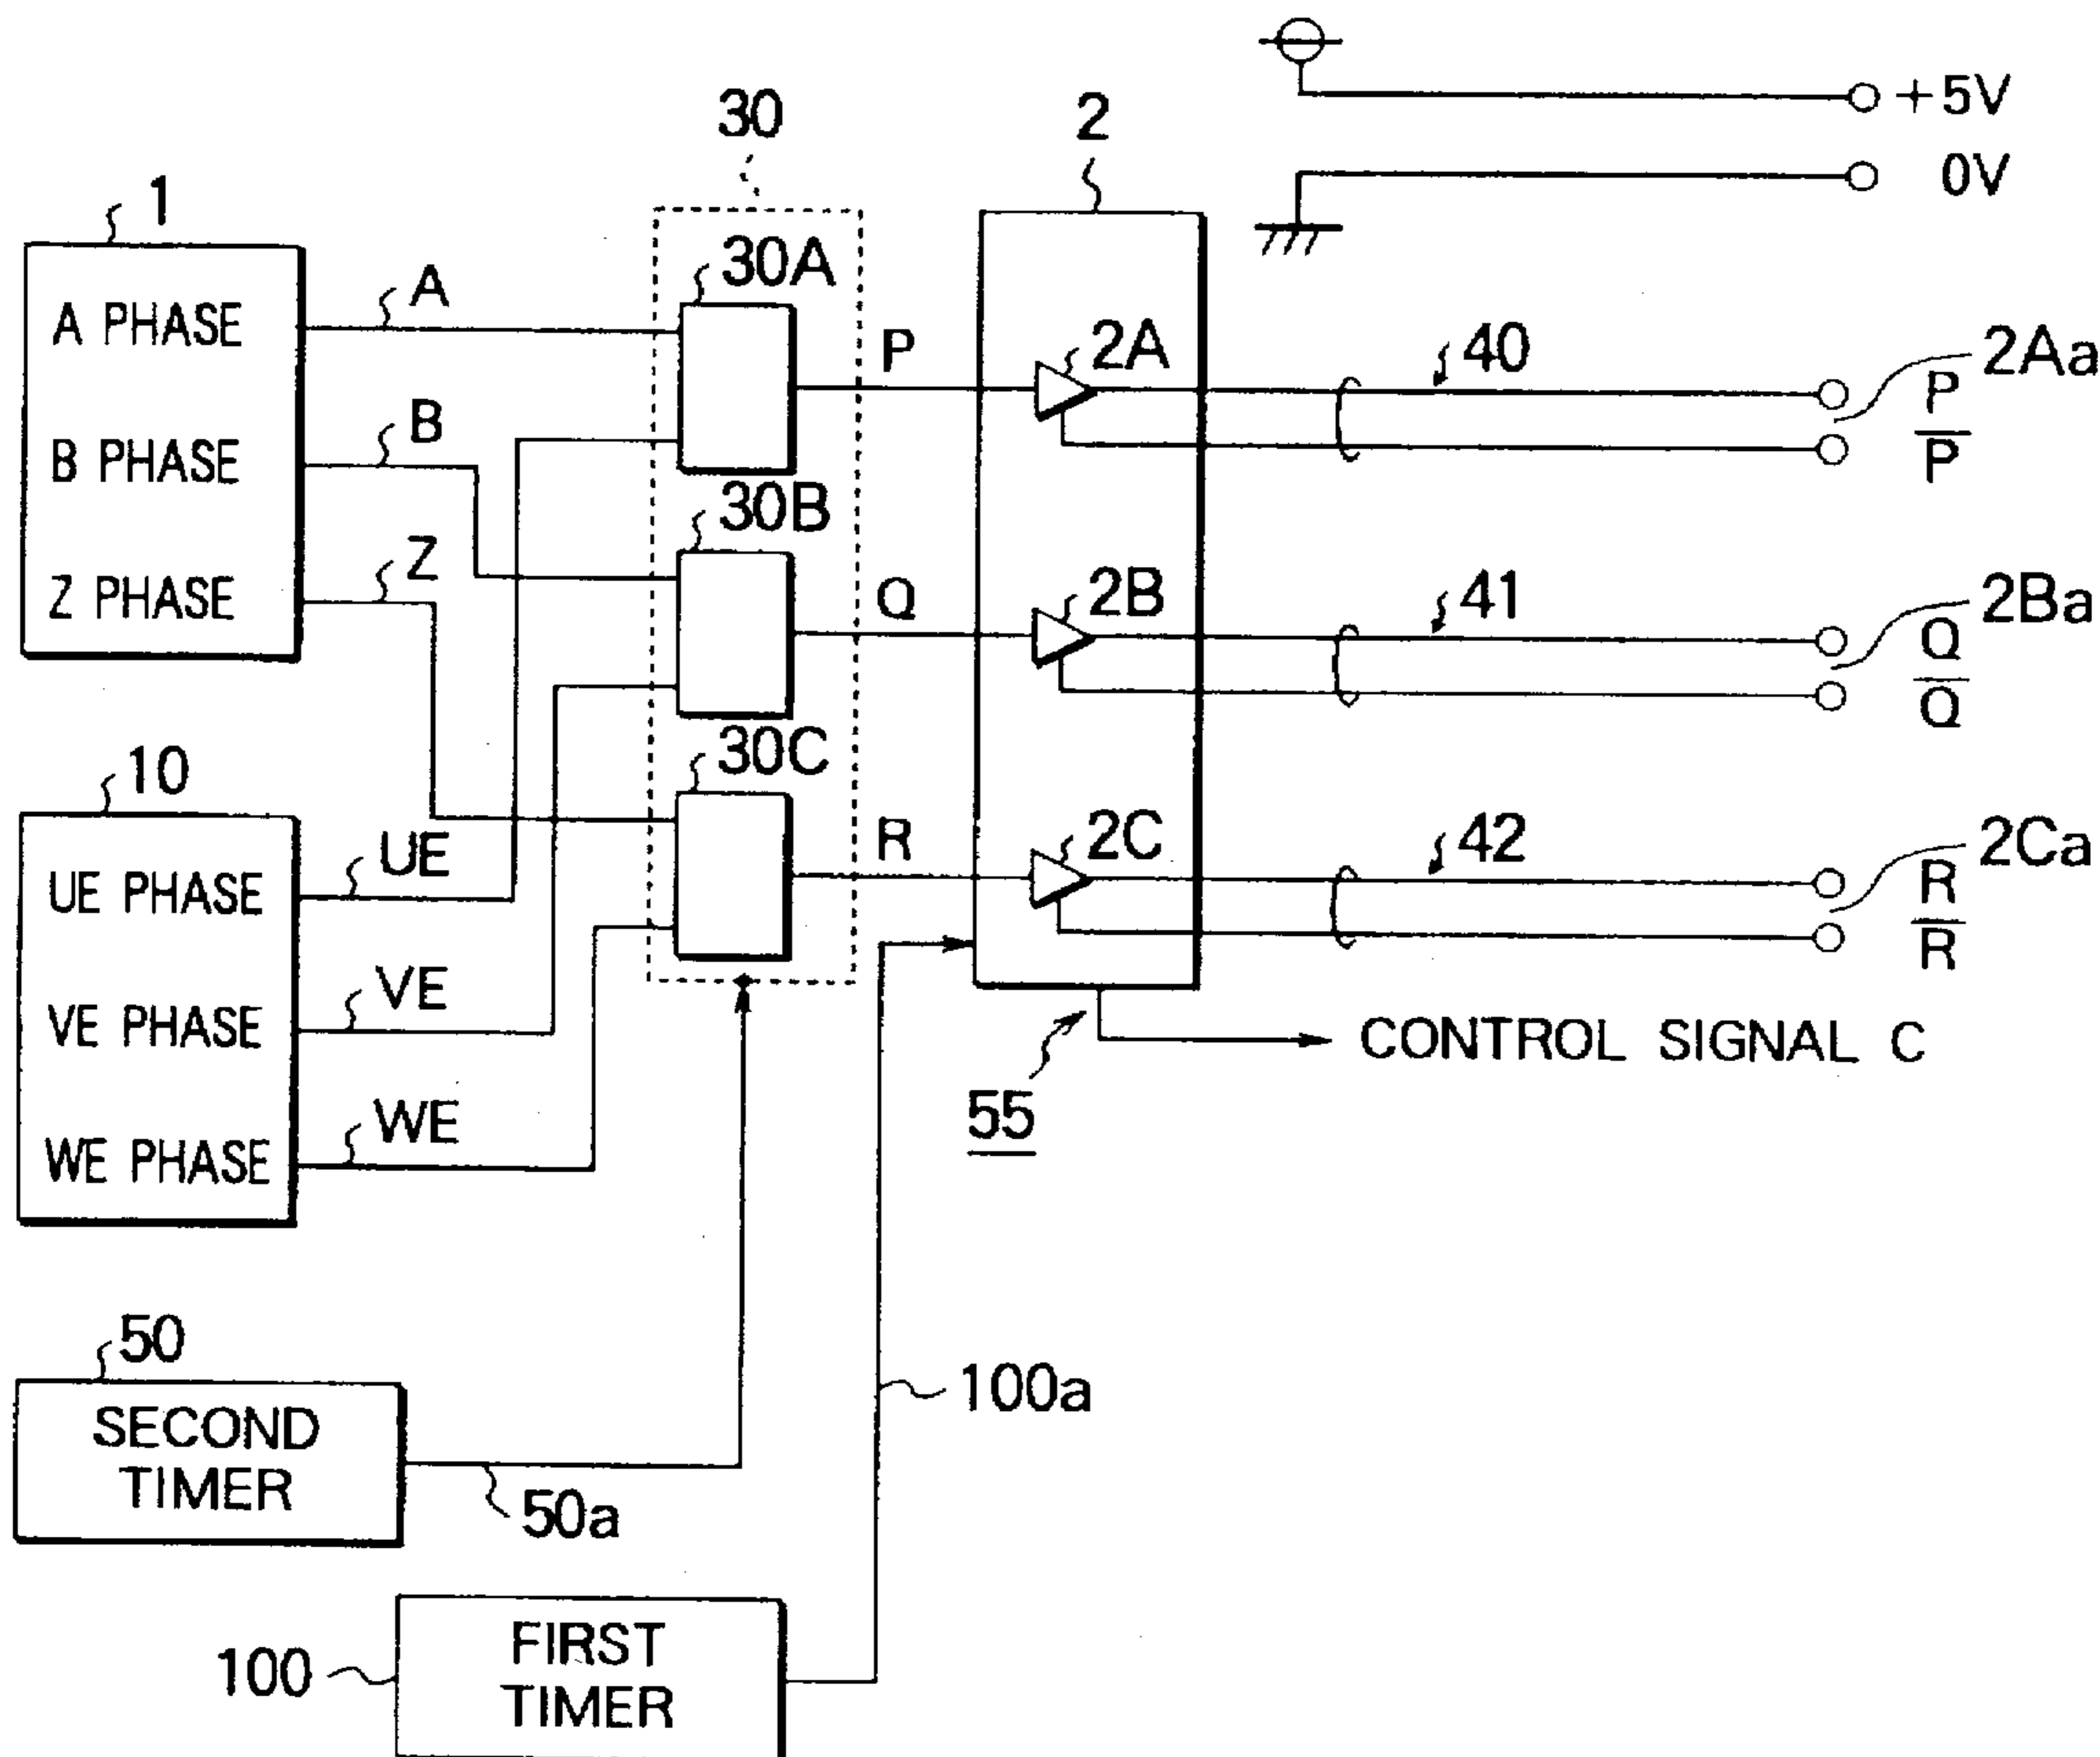 +5V
0V
30
2
1
30A
A PHASE
A
P
2A
40
2Aa
P
P
B PHASE
B
30B
Z PHASE
Z
Q
2B
41
2Ba
Q
Q
10
30C
UE PHASE
UE
R
2C
42
2Ca
R
R
VE PHASE
VE
CONTROL SIGNAL C
55
WE PHASE
WE
50
SECOND
TIMER
50a
100a
100
FIRST
TIMER